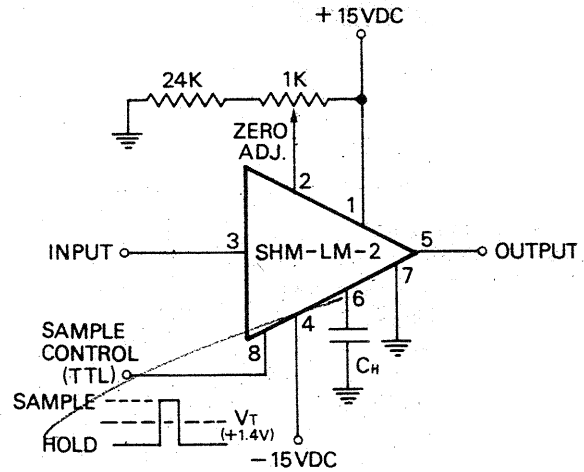 +15VDC
24K
1K
ZERO
ADJ.
2
1
INPUT
3
SHM-LM-2
5
OUTPUT
7
6
4
8
SAMPLE
CONTROL
(TTL)
C_H
SAMPLE
V_T
(+1.4V)
HOLD
-15VDC